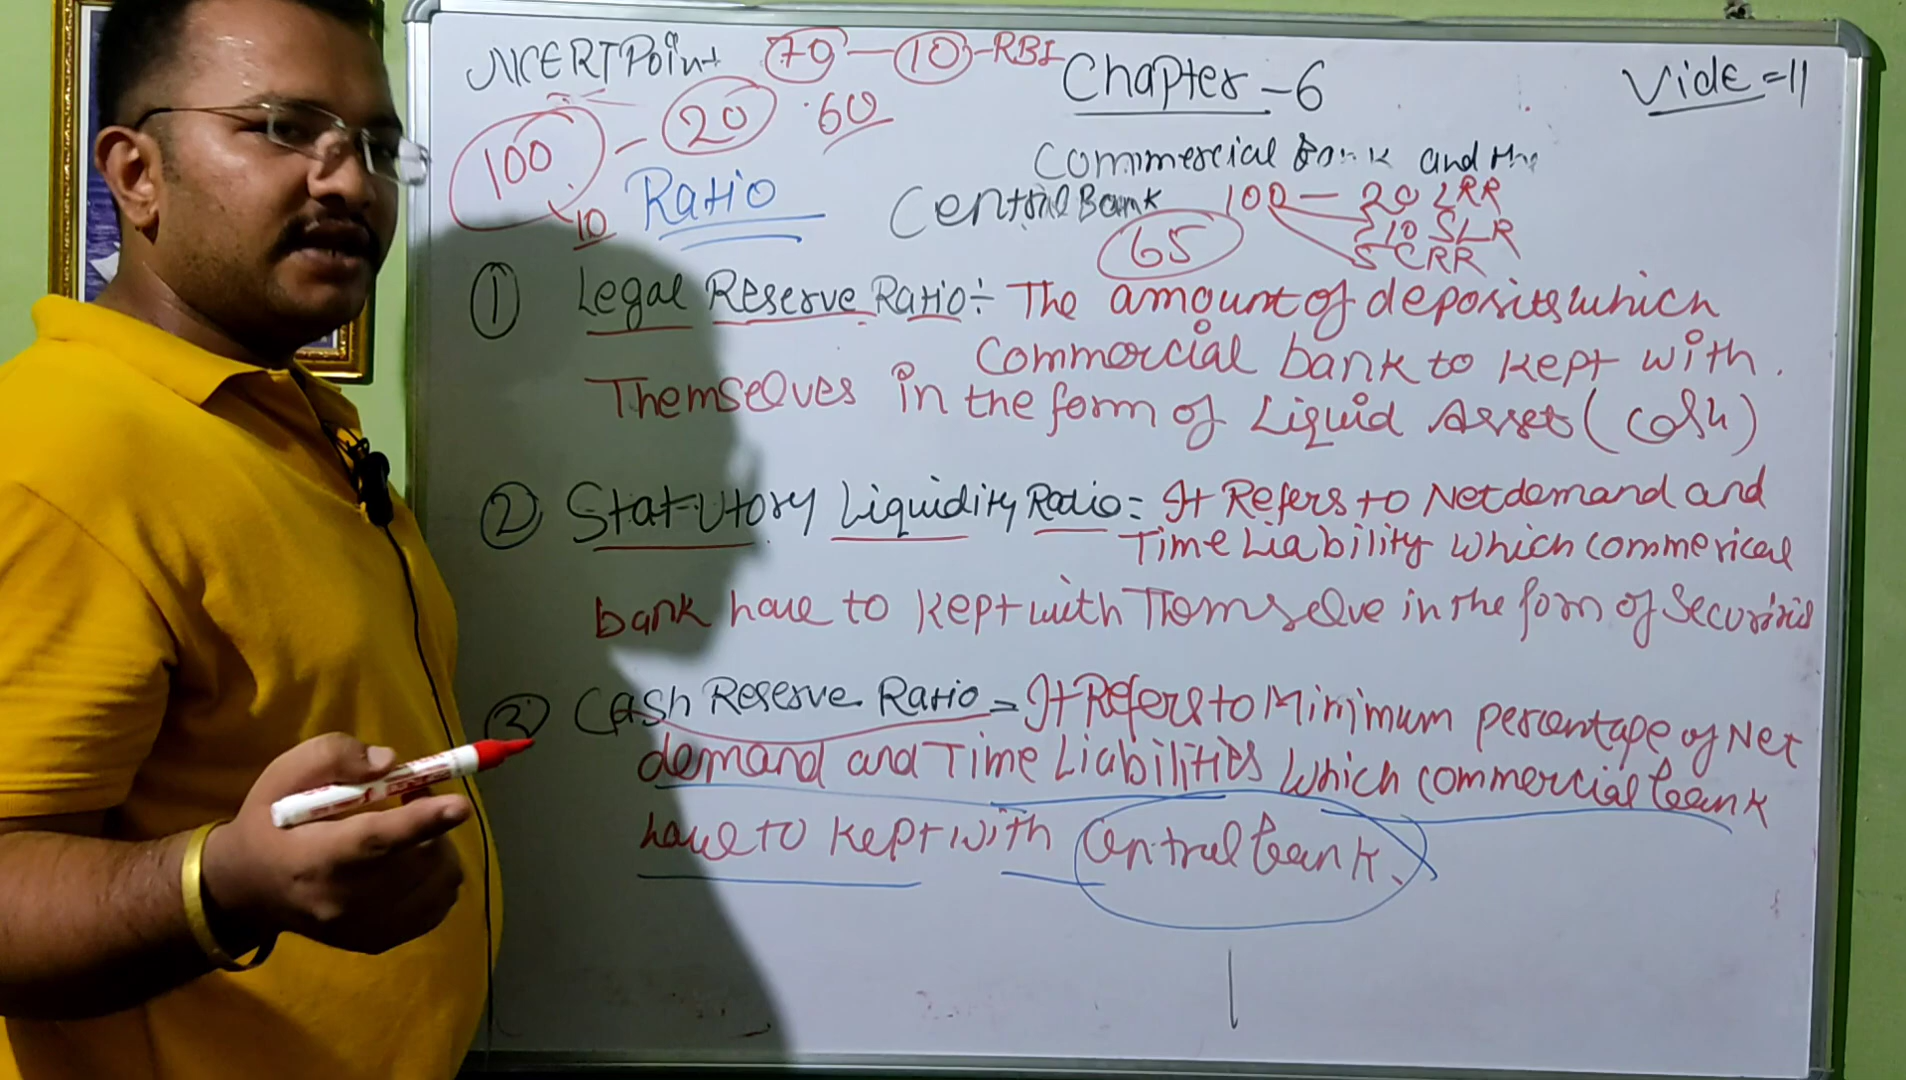 NCERT Point 70 - 10 - RBI Chapter - 6 Vide = 11
100 - 20 60
10 Ratio
Commercial Bank and the
Central Bank 100 - 20 LRR
65 10 SLR
5 CRR
① Legal Reserve Ratio ÷ The amount of deposits which
Commercial bank to kept with.
Themselves in the form of Liquid Asset (cash)
② Statutory Liquidity Ratio = It Refers to Net demand and
Time Liability which commerical
bank have to kept with Themselve in the form of
③ Cash Reserve Ratio = It Refers to Minimum percentage of Net
demand and Time Liabilities which commercial bank
have to kept with Central bank.